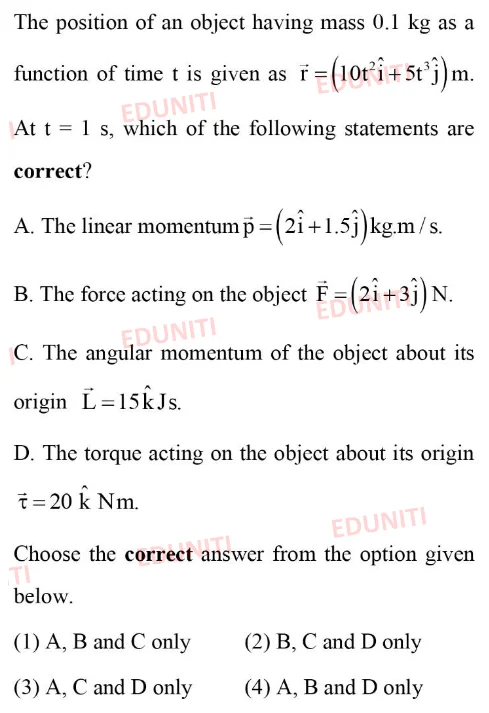 The position of an object having mass 0.1 kg as a
function of time t is given as r⃗ = (10t²î + 5t³ĵ) m.
EDUNITI
EDUNITI
At t = 1 s, which of the following statements are
correct?
A. The linear momentum p⃗ = (2î + 1.5ĵ) kg.m / s.
B. The force acting on the object F⃗ = (2î + 3ĵ) N.
EDUNITI
EDUNITI
C. The angular momentum of the object about its
origin L⃗ = 15k̂ J s.
D. The torque acting on the object about its origin
τ⃗ = 20 k̂ Nm.
EDUNITI
Choose the correct answer from the option given
EDUNITI
TI
below.
(1) A, B and C only (2) B, C and D only
(3) A, C and D only (4) A, B and D only